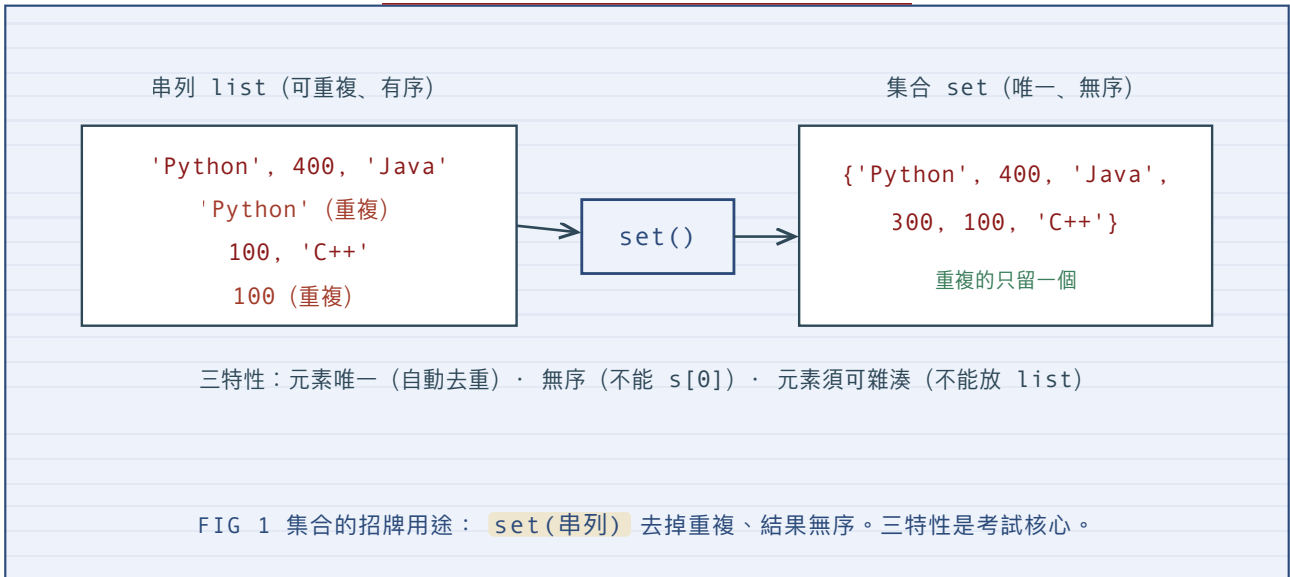 串列 list（可重複、有序）
'Python', 400, 'Java'
'Python'（重複）
100, 'C++'
100（重複）
set()
集合 set（唯一、無序）
{'Python', 400, 'Java',
300, 100, 'C++'}
重複的只留一個
三特性：元素唯一（自動去重）· 無序（不能 s[0]）· 元素須可雜湊（不能放 list）
FIG 1 集合的招牌用途： set(串列) 去掉重複、結果無序。三特性是考試核心。